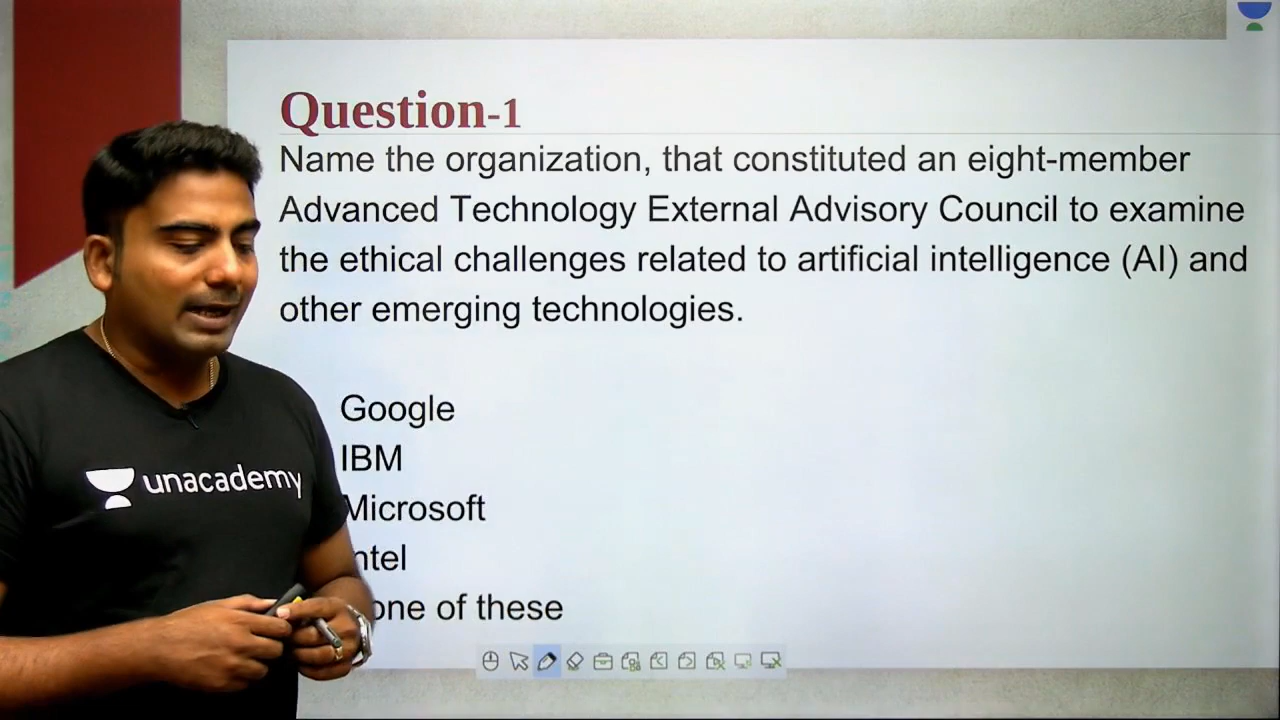 Question-1
Name the organization, that constituted an eight-member
Advanced Technology External Advisory Council to examine
the ethical challenges related to artificial intelligence (AI) and
other emerging technologies.
Google
IBM
Microsoft
ntel
one of these
unacademy